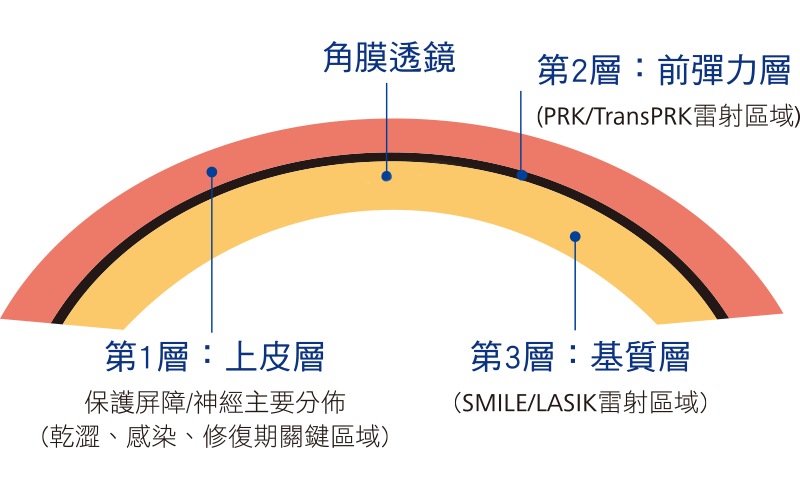 角膜透鏡
第2層：前彈力層
(PRK/TransPRK雷射區域)
第1層：上皮層
保護屏障/神經主要分佈
（乾澀、感染、修復期關鍵區域）
第3層：基質層
（SMILE/LASIK雷射區域）